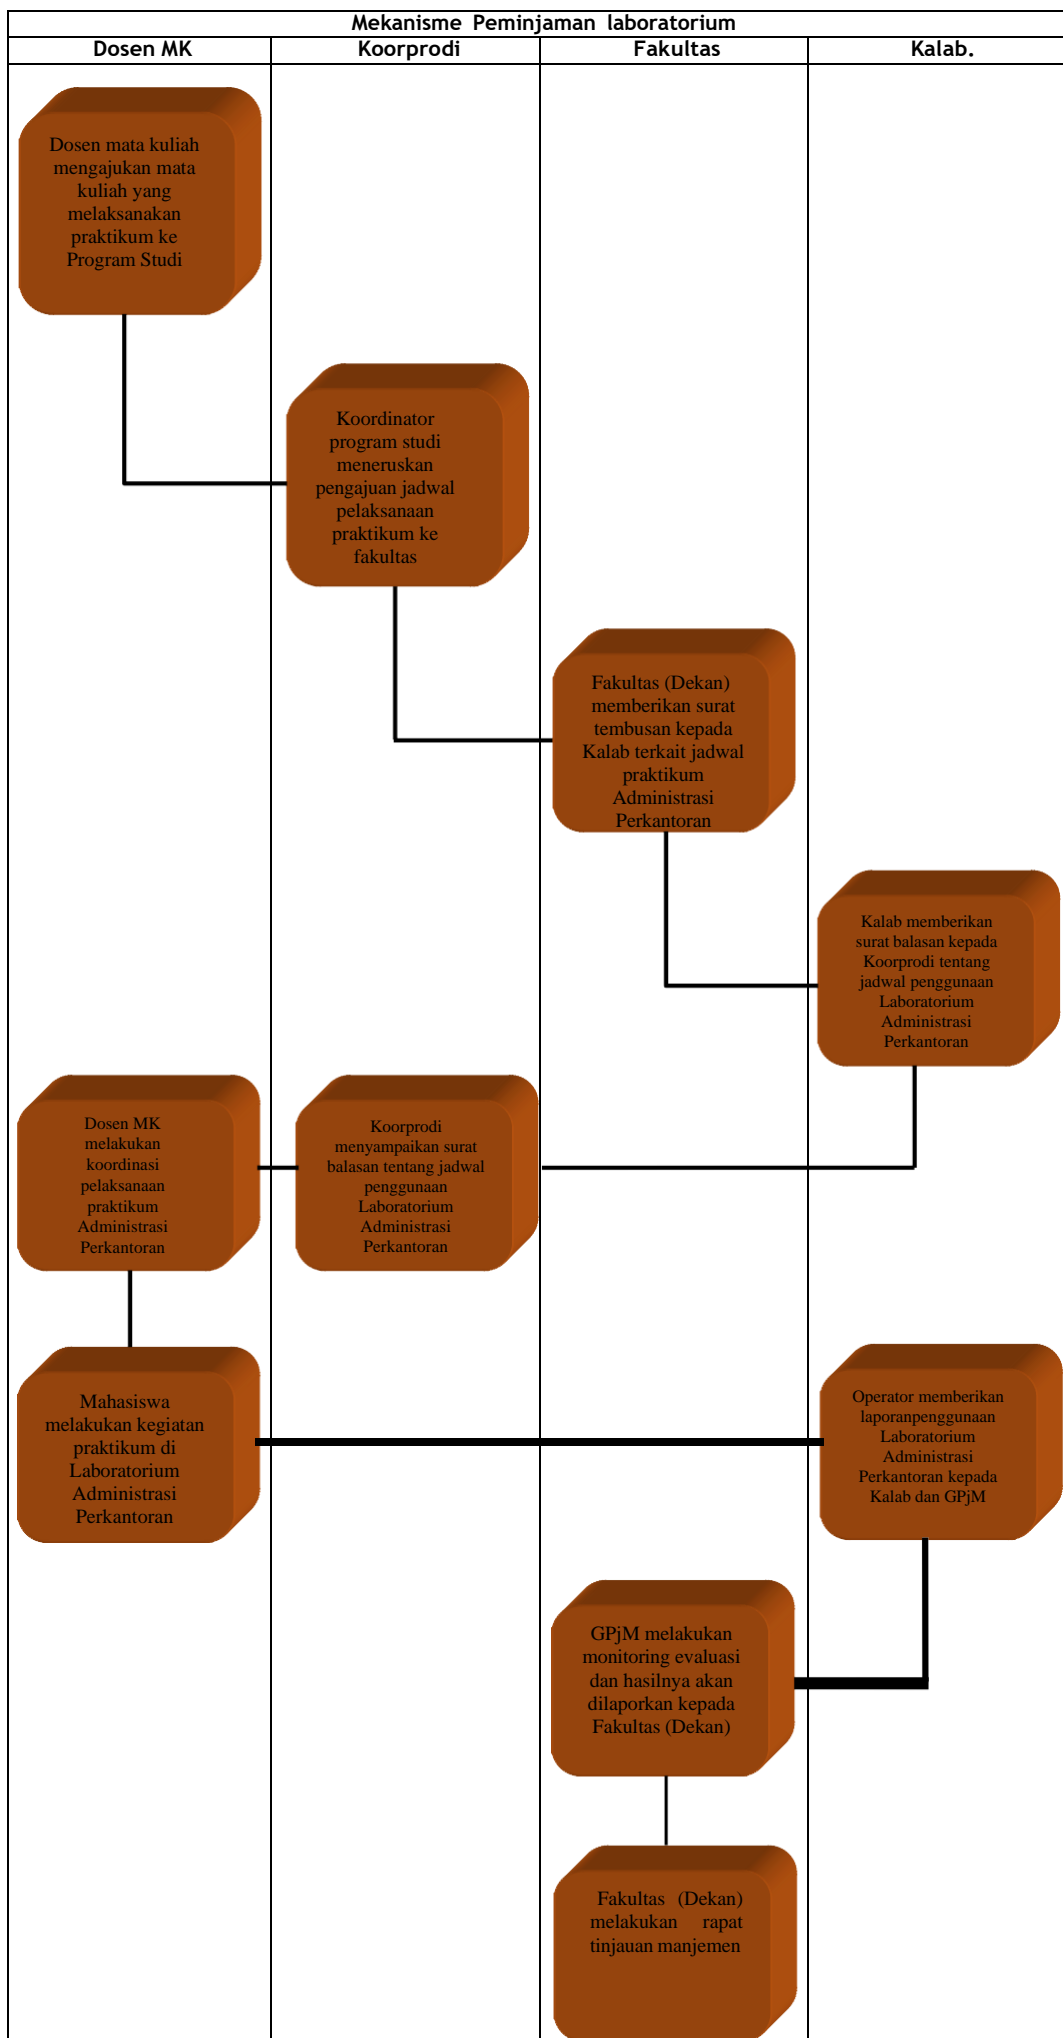 Mekanisme Peminjaman laboratorium
Dosen MK
Koorprodi
Fakultas
Kalab.
Dosen mata kuliah
mengajukan mata
kuliah yang
melaksanakan
praktikum ke
Program Studi
Koordinator
program studi
meneruskan
pengajuan jadwal
pelaksanaan
praktikum ke
fakultas
Fakultas (Dekan)
memberikan surat
tembusan kepada
Kalab terkait jadwal
praktikum
Administrasi
Perkantoran
Kalab memberikan
surat balasan kepada
Koorprodi tentang
jadwal penggunaan
Laboratorium
Administrasi
Perkantoran
Dosen MK
melakukan
koordinasi
pelaksanaan
praktikum
Administrasi
Perkantoran
Koorprodi
menyampaikan surat
balasan tentang jadwal
penggunaan
Laboratorium
Administrasi
Perkantoran
Mahasiswa
melakukan kegiatan
praktikum di
Laboratorium
Administrasi
Perkantoran
Operator memberikan
laporanpenggunaan
Laboratorium
Administrasi
Perkantoran kepada
Kalab dan GPjM
GPjM melakukan
monitoring evaluasi
dan hasilnya akan
dilaporkan kepada
Fakultas (Dekan)
Fakultas (Dekan)
melakukan rapat
tinjauan manjemen